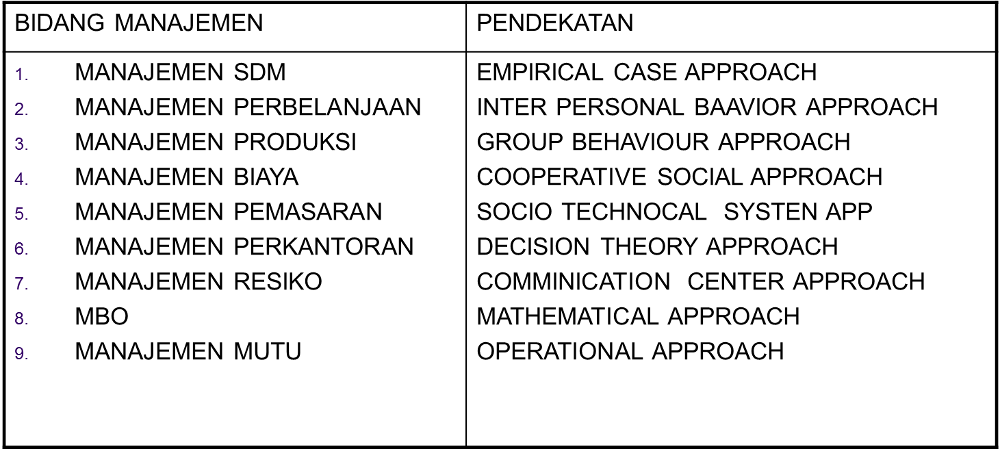 BIDANG MANAJEMEN
PENDEKATAN
1. MANAJEMEN SDM
2. MANAJEMEN PERBELANJAAN
3. MANAJEMEN PRODUKSI
4. MANAJEMEN BIAYA
5. MANAJEMEN PEMASARAN
6. MANAJEMEN PERKANTORAN
7. MANAJEMEN RESIKO
8. MBO
9. MANAJEMEN MUTU
EMPIRICAL CASE APPROACH
INTER PERSONAL BAAVIOR APPROACH
GROUP BEHAVIOUR APPROACH
COOPERATIVE SOCIAL APPROACH
SOCIO TECHNOCAL SYSTEN APP
DECISION THEORY APPROACH
COMMINICATION CENTER APPROACH
MATHEMATICAL APPROACH
OPERATIONAL APPROACH